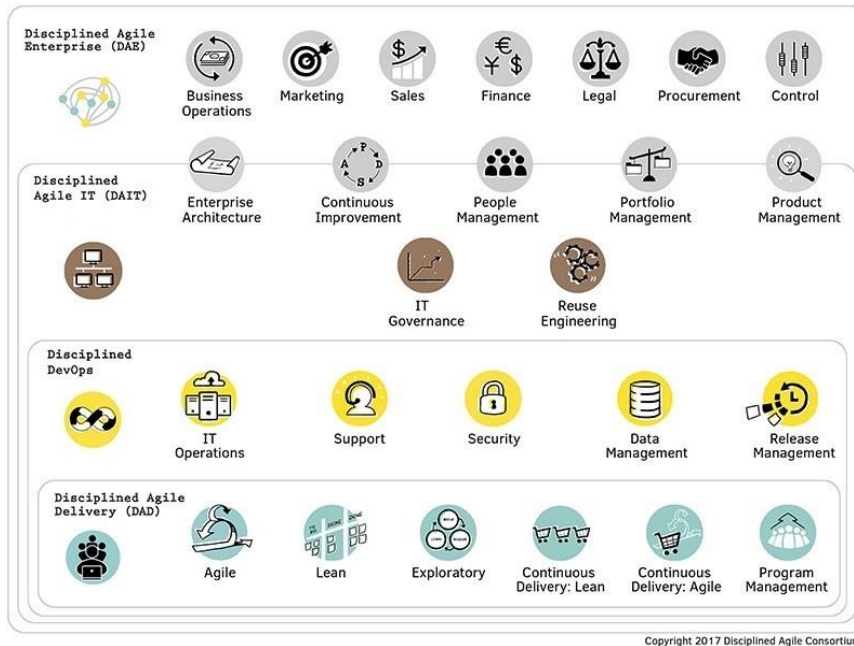 Disciplined Agile
Enterprise (DAE)
Business
Operations
Marketing
Sales
Finance
Legal
Procurement
Control
Disciplined
Agile IT (DAIT)
Enterprise
Architecture
Continuous
Improvement
People
Management
Portfolio
Management
Product
Management
IT
Governance
Reuse
Engineering
Disciplined
DevOps
IT
Operations
Support
Security
Data
Management
Release
Management
Disciplined Agile
Delivery (DAD)
Agile
Lean
Exploratory
Continuous
Delivery: Lean
Continuous
Delivery: Agile
Program
Management
$
€
¥ $
P
A D
S
Copyright 2017 Disciplined Agile Consortium